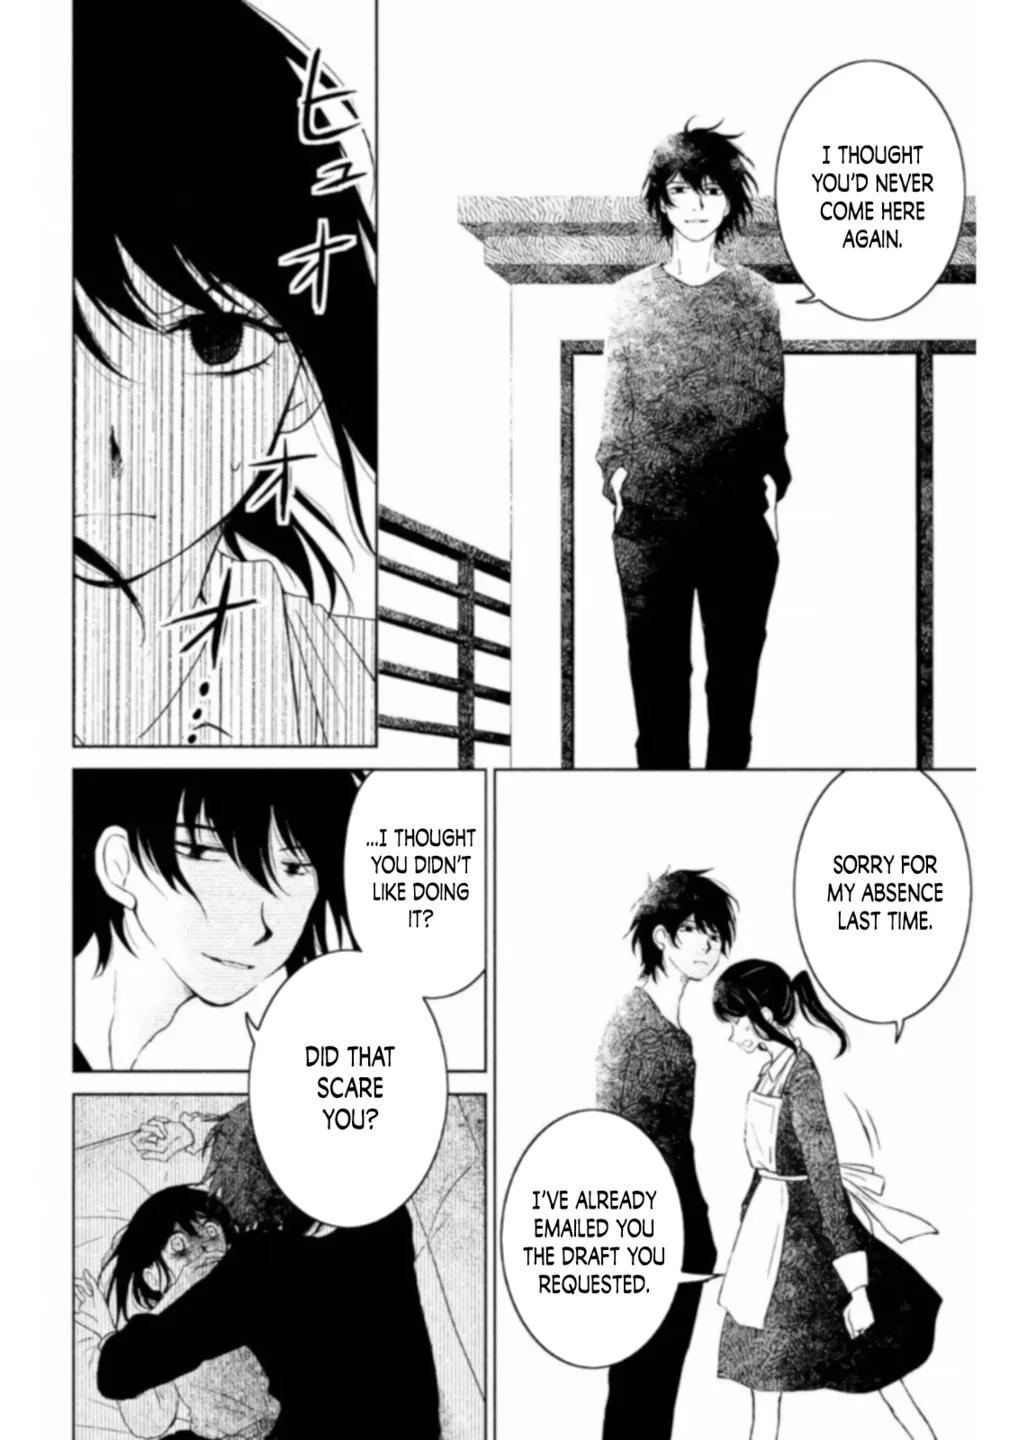 I THOUGHT
YOU'D NEVER
COME HERE
AGAIN.
ヒュオオオ...
SORRY FOR
MY ABSENCE
LAST TIME.
I'VE ALREADY
EMAILED YOU
THE DRAFT YOU
REQUESTED.
...I THOUGHT
YOU DIDN'T
LIKE DOING
IT?
DID THAT
SCARE
YOU?